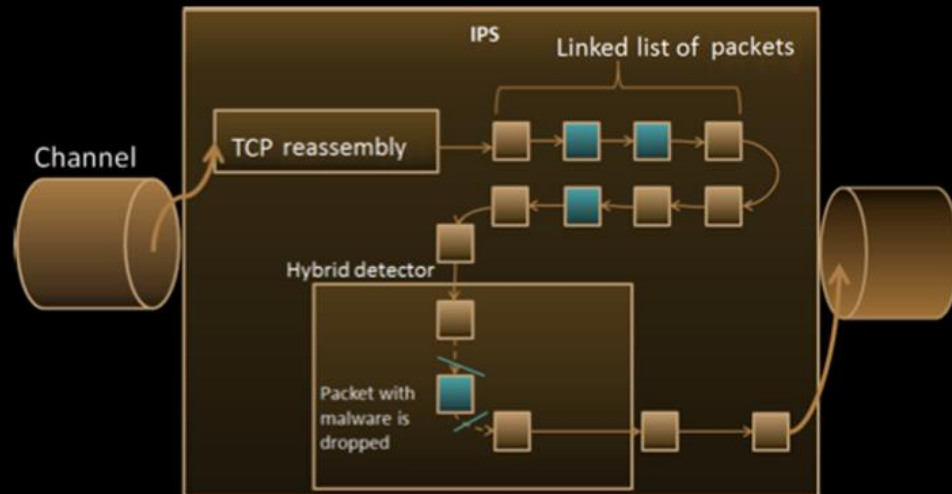 IPS
Linked list of packets
TCP reassembly
Channel
Hybrid detector
Packet with
malware is
dropped